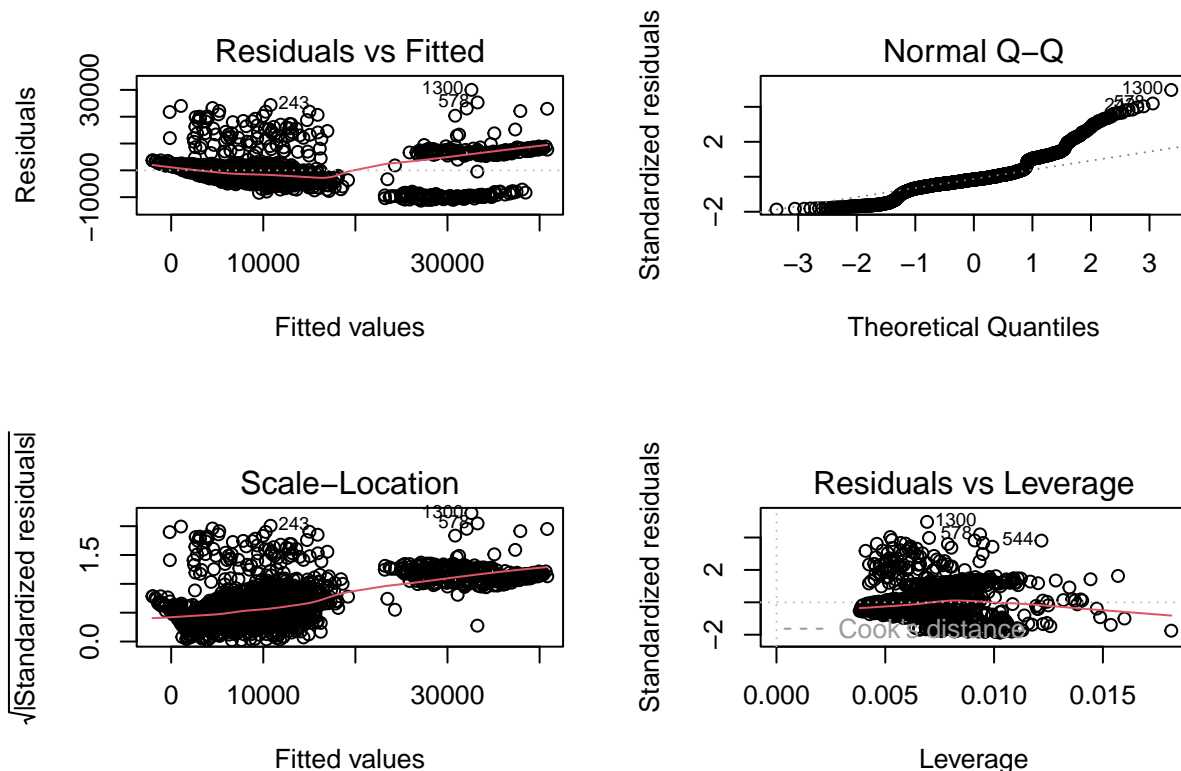 Residuals vs Fitted
Residuals
30000
−10000
1300
578
243
0
10000
30000
Fitted values
Normal Q−Q
Standardized residuals
2
−2
1300
578
243
−3
−2
−1
0
1
2
3
Theoretical Quantiles
Scale−Location
√|Standardized residuals|
1.5
0.0
1300
578
243
0
10000
30000
Fitted values
Residuals vs Leverage
Standardized residuals
2
−2
1300
578
544
Cook's distance
0.000
0.005
0.010
0.015
Leverage